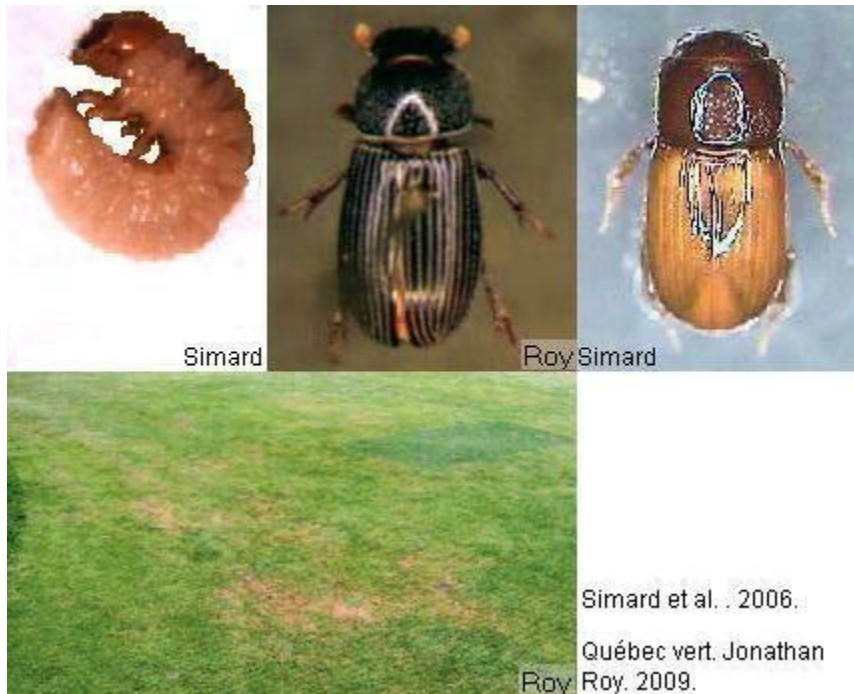 Simard
Roy
Simard
Roy
Simard et al. . 2006.
Québec vert. Jonathan
Roy. 2009.